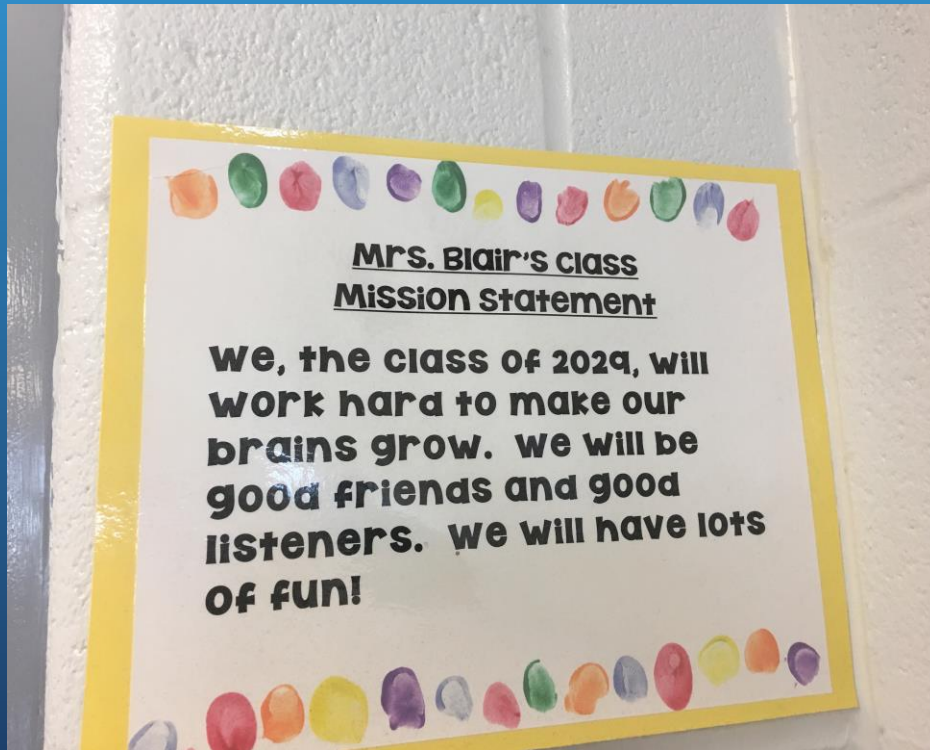 Mrs. Blair's Class
Mission Statement
We, the class of 2029, will
work hard to make our
brains grow. We will be
good friends and good
listeners. We will have lots
of fun!